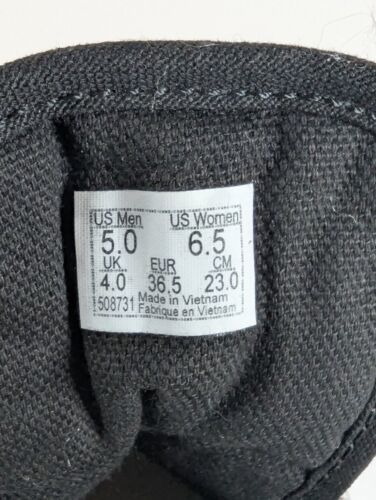 US Men US Women
5.0 6.5
UK EUR CM
4.0 36.5 23.0
508731 Made in Vietnam
Fabrique en Vietnam